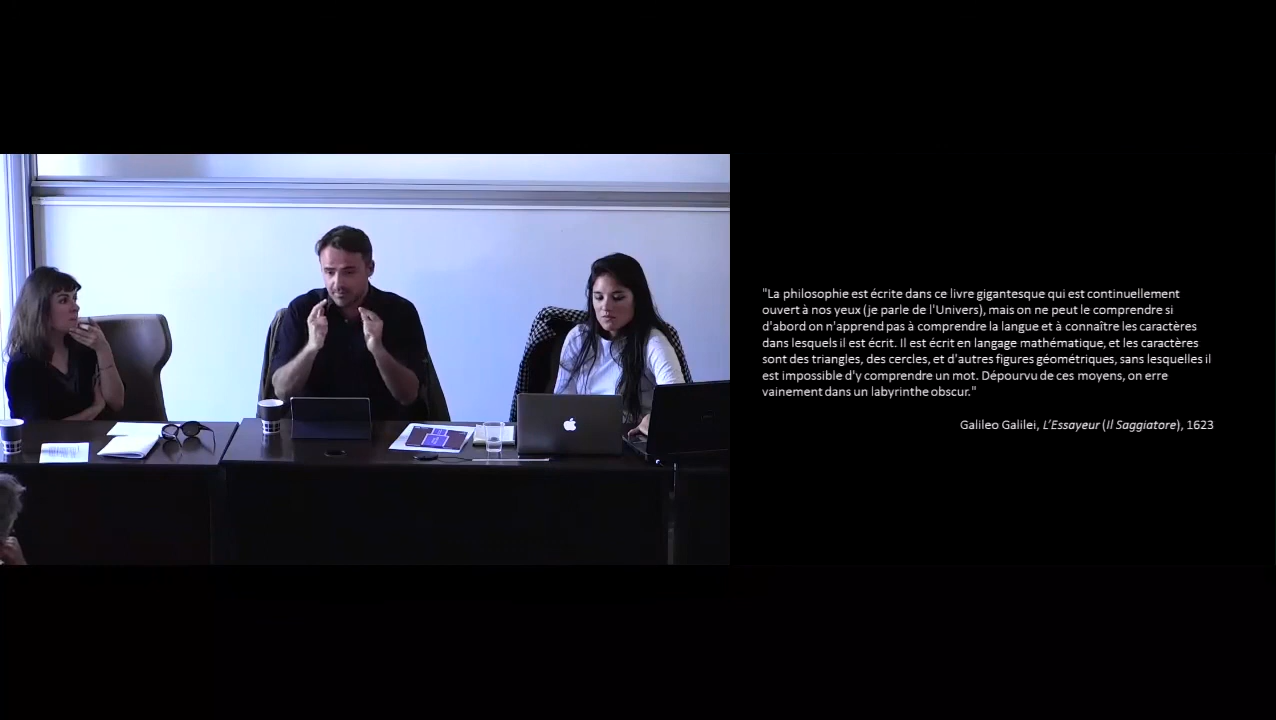 "La philosophie est écrite dans ce livre gigantesque qui est continuellement
ouvert à nos yeux (je parle de l'Univers), mais on ne peut le comprendre si
d'abord on n'apprend pas à comprendre la langue et à connaître les caractères
dans lesquels il est écrit. Il est écrit en langage mathématique, et les caractères
sont des triangles, des cercles, et d'autres figures géométriques, sans lesquelles il
est impossible d'y comprendre un mot. Dépourvu de ces moyens, on erre
vainement dans un labyrinthe obscur."
Galileo Galilei, L'Essayeur (Il Saggiatore), 1623